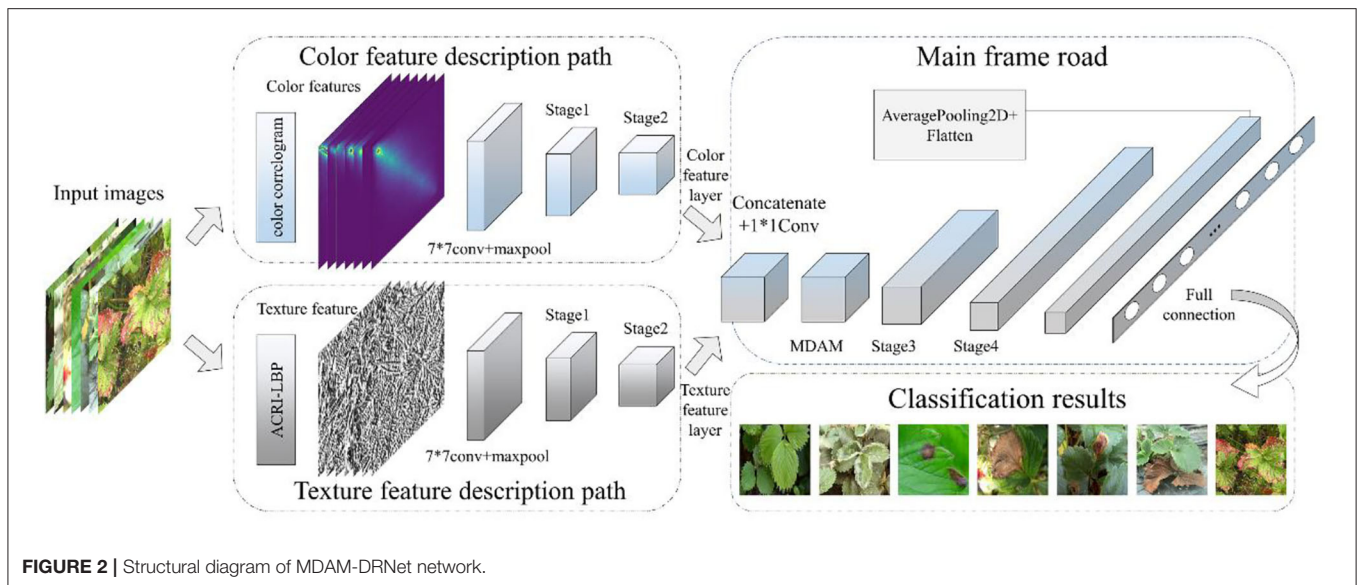 Color feature description path
Color features
color corrclogram
7*7conv+maxpool
Stage1
Stage2
Color
feature
layer
Input images
Texture feature
ACRI-LBP
7*7conv+maxpool
Stage1
Stage2
Texture
feature
layer
Texture feature description path
Main frame road
AveragePooling2D+
Flatten
Concatenate
+1*1Conv
MDAM
Stage3
Stage4
...
Full
connection
Classification results
FIGURE 2 | Structural diagram of MDAM-DRNet network.